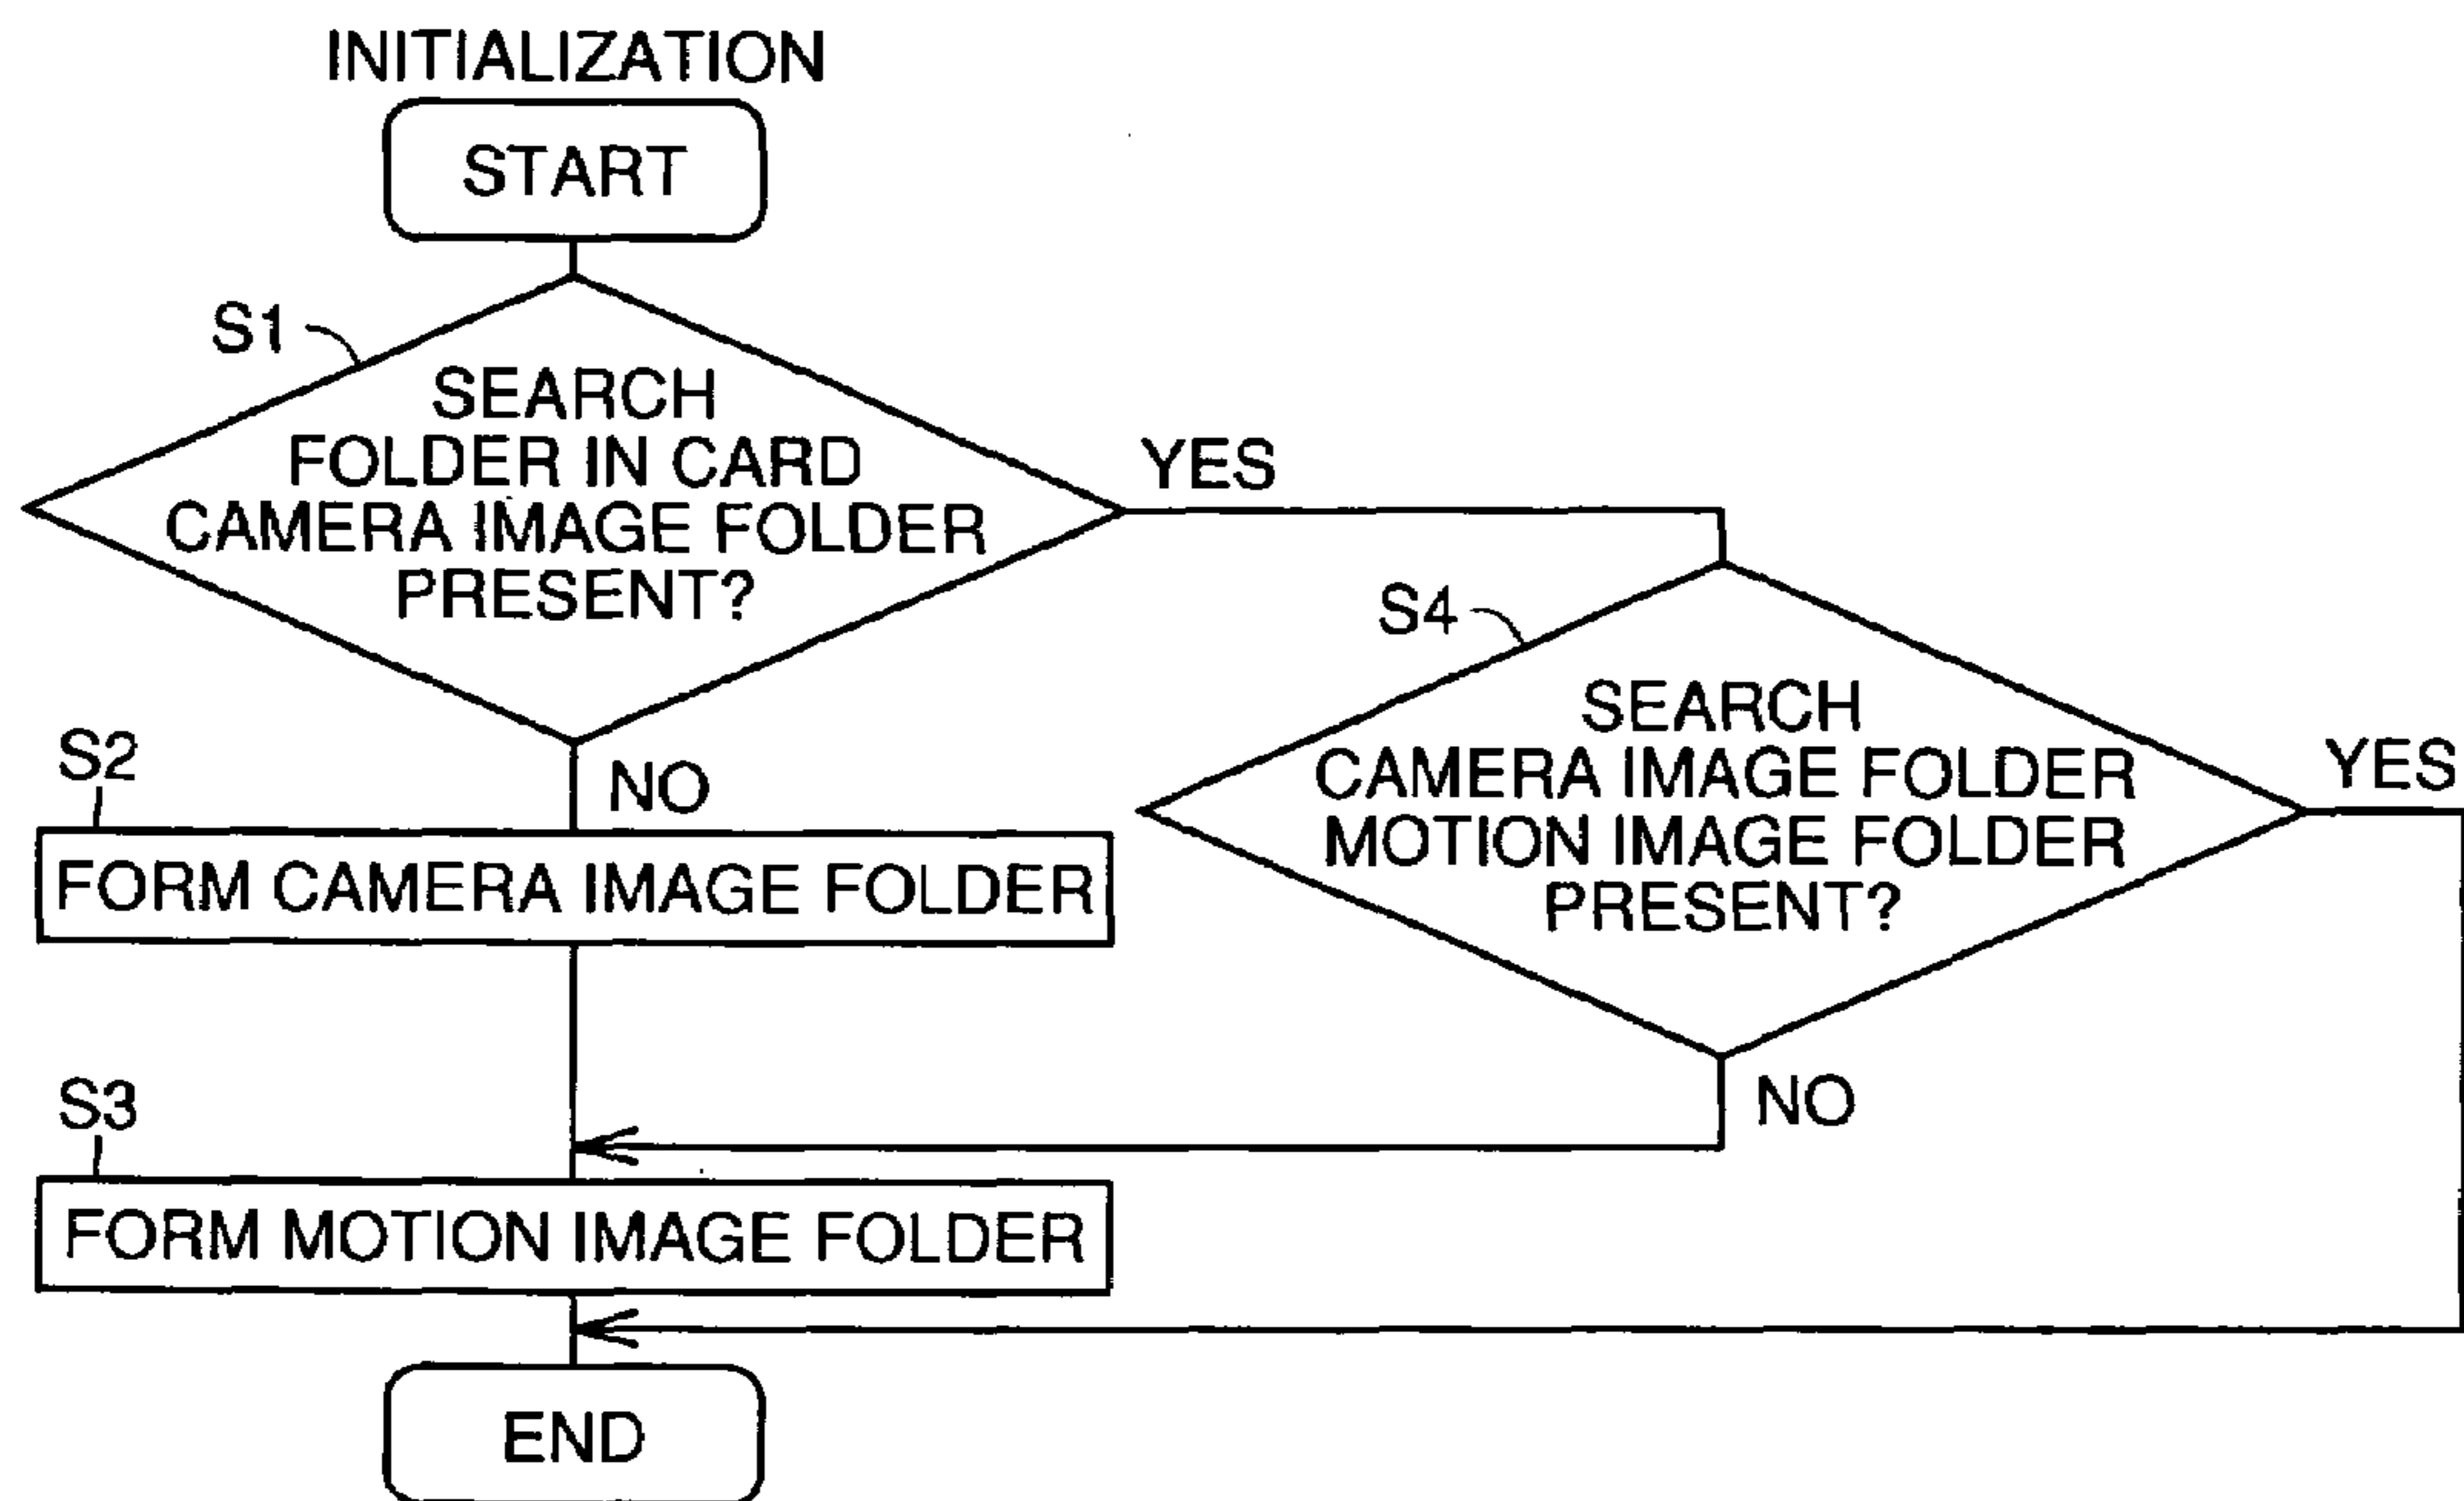 INITIALIZATION
START
S1
SEARCH
FOLDER IN CARD
CAMERA IMAGE FOLDER
PRESENT?
YES
NO
S2
FORM CAMERA IMAGE FOLDER
S4
SEARCH
CAMERA IMAGE FOLDER
MOTION IMAGE FOLDER
PRESENT?
YES
NO
S3
FORM MOTION IMAGE FOLDER
END